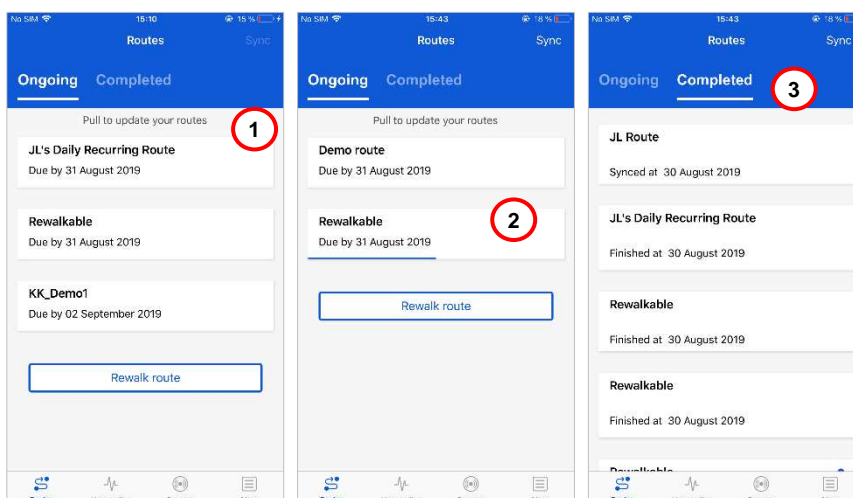 No SIM 15:10 15 %
Routes Sync
Ongoing Completed
Pull to update your routes
1
JL's Daily Recurring Route
Due by 31 August 2019
Rewalkable
Due by 31 August 2019
KK_Demo1
Due by 02 September 2019
Rewalk route
No SIM 15:43 18 %
Routes Sync
Ongoing Completed
Pull to update your routes
Demo route
Due by 31 August 2019
Rewalkable
2
Due by 31 August 2019
Rewalk route
No SIM 15:43 18 %
Routes Sync
Ongoing Completed
3
JL Route
Synced at 30 August 2019
JL's Daily Recurring Route
Finished at 30 August 2019
Rewalkable
Finished at 30 August 2019
Rewalkable
Finished at 30 August 2019
Rewalkable